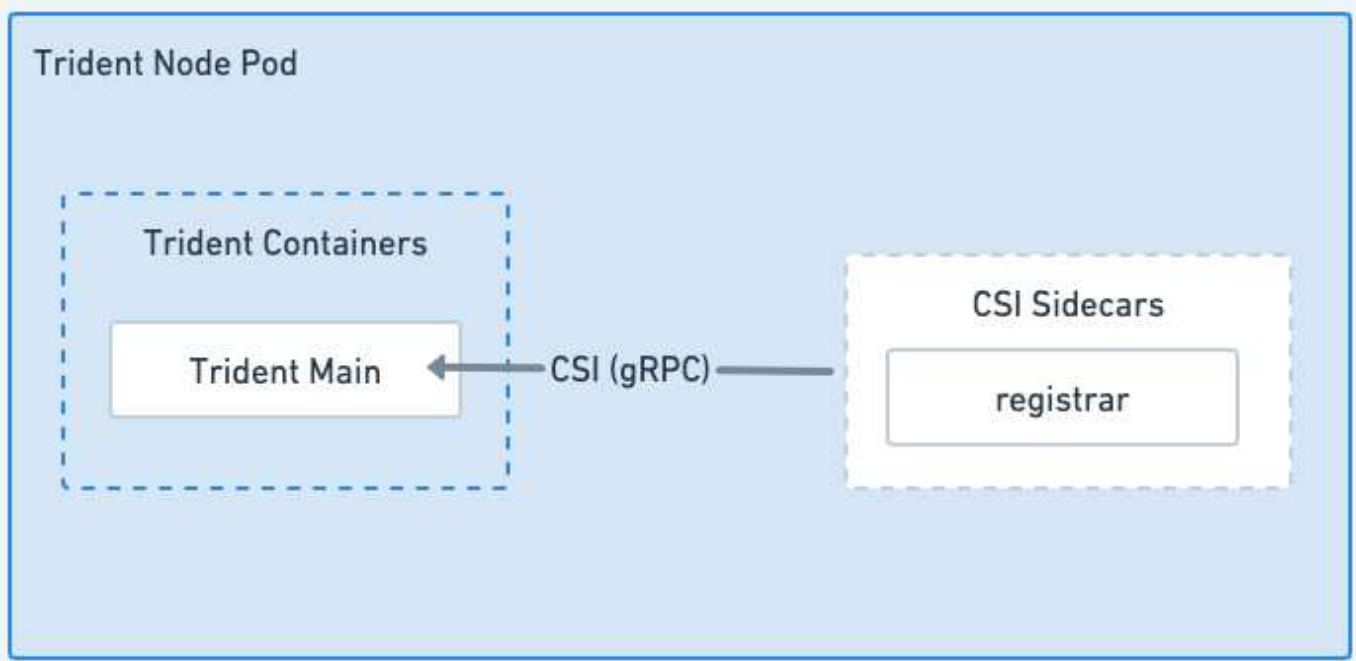 Trident Node Pod
Trident Containers
Trident Main
CSI (gRPC)
CSI Sidecars
registrar